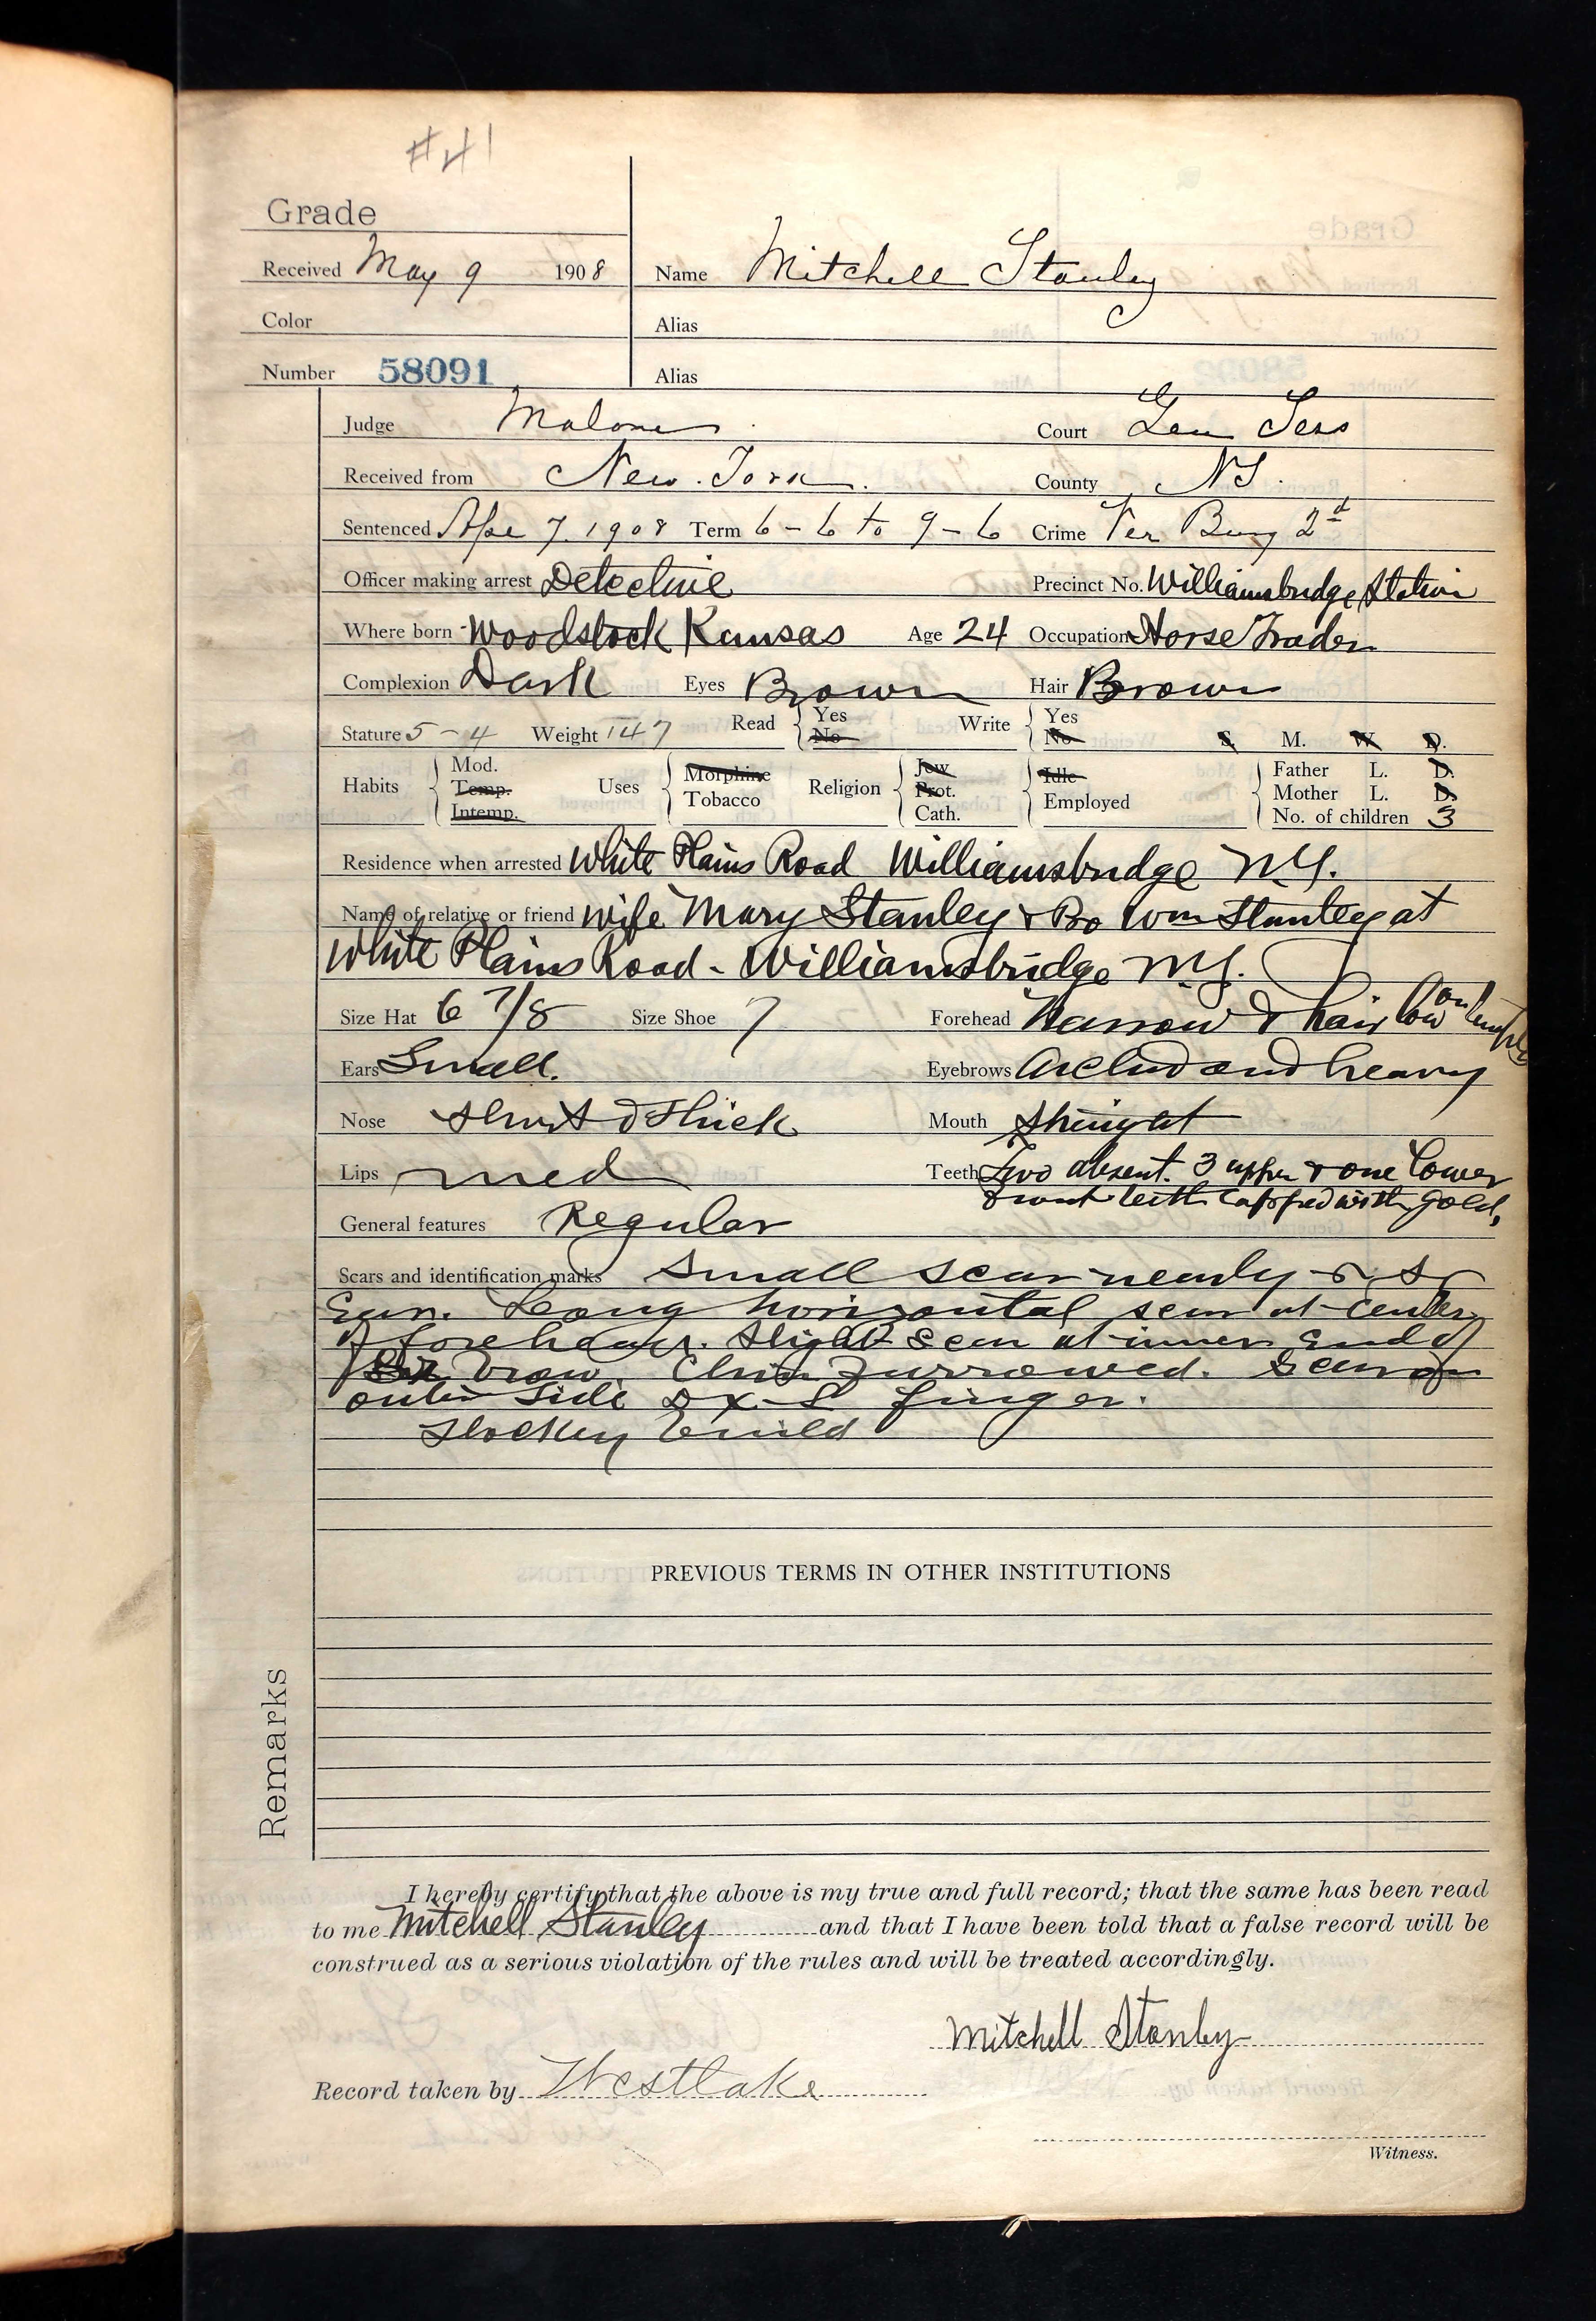 #41
Grade
Received May 9 1908 Name Mitchell Stanley
Color Alias
Number 58091 Alias
Judge Malone Court Gen Sess
Received from New York. County NY.
Sentenced Apr 7. 1908 Term 6-6 to 9-6 Crime Burg 2d
Officer making arrest Detective Precinct No. Williamsbridge Station
Where born Woodstock Kansas Age 24 Occupation Horse Trader
Complexion Dark Eyes Brown Hair Brown
Stature 5-4 Weight 147 Read Yes No Write Yes No S. M. W. D.
Habits Mod. Temp. Intemp. Uses Morphine Tobacco Religion Jew Prot. Cath. Idle Employed Father L. D. Mother L. D. No. of children 3
Residence when arrested White Plains Road Williamsbridge N.Y.
Name of relative or friend wife Mary Stanley & Bro Wm Stanley at
White Plains Road - Williamsbridge N.Y.
Size Hat 6 7/8 Size Shoe 7 Forehead Narrow & hair low on temple
Ears Small. Eyebrows Arched and heavy
Nose Short & thick Mouth Straight
Lips med Teeth Two absent. 3 upper & one lower
front teeth capped with gold,
General features Regular
Scars and identification marks Small scar nearly
Ear. Long horizontal scar at center
of forehead. Slight scar at inner end of
brow. Chin furrowed. Scar on
outer side finger.
Stocky build
PREVIOUS TERMS IN OTHER INSTITUTIONS
Remarks
I hereby certify that the above is my true and full record; that the same has been read
to me Mitchell Stanley and that I have been told that a false record will be
construed as a serious violation of the rules and will be treated accordingly.
Mitchell Stanley
Record taken by Westlake
Witness.